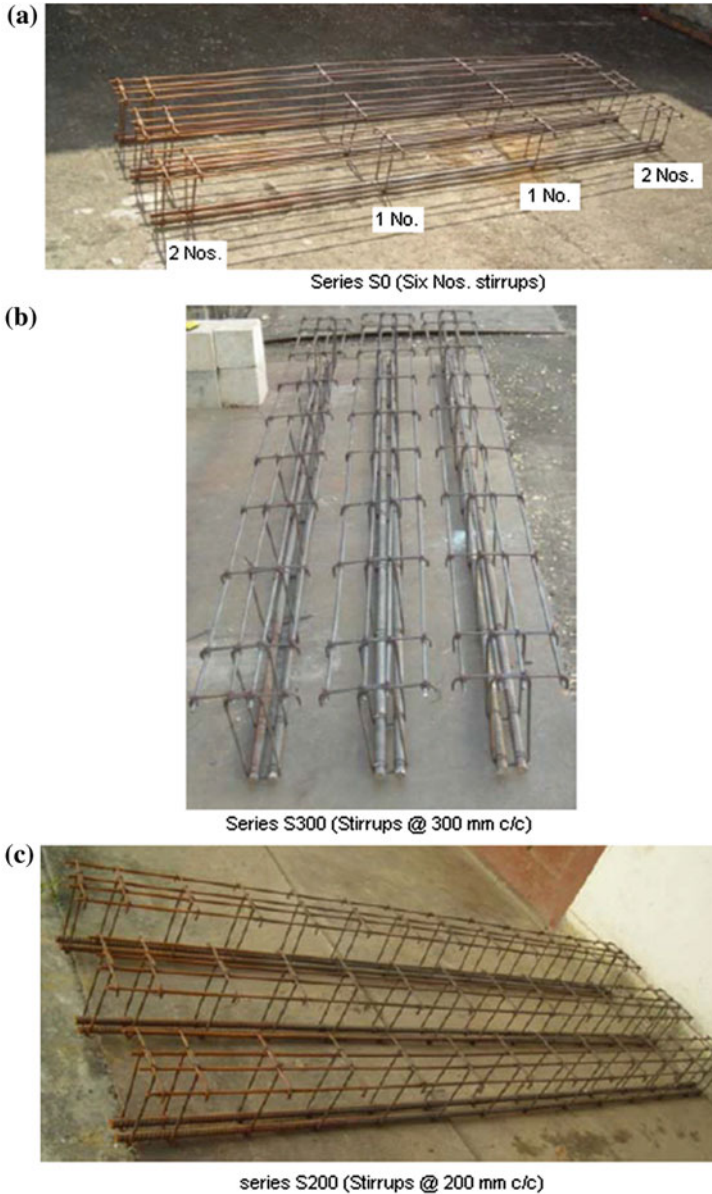 (a)
2 Nos.
1 No.
1 No.
2 Nos.
Series S0 (Six Nos. stirrups)
(b)
Series S300 (Stirrups @ 300 mm c/c)
(c)
series S200 (Stirrups @ 200 mm c/c)